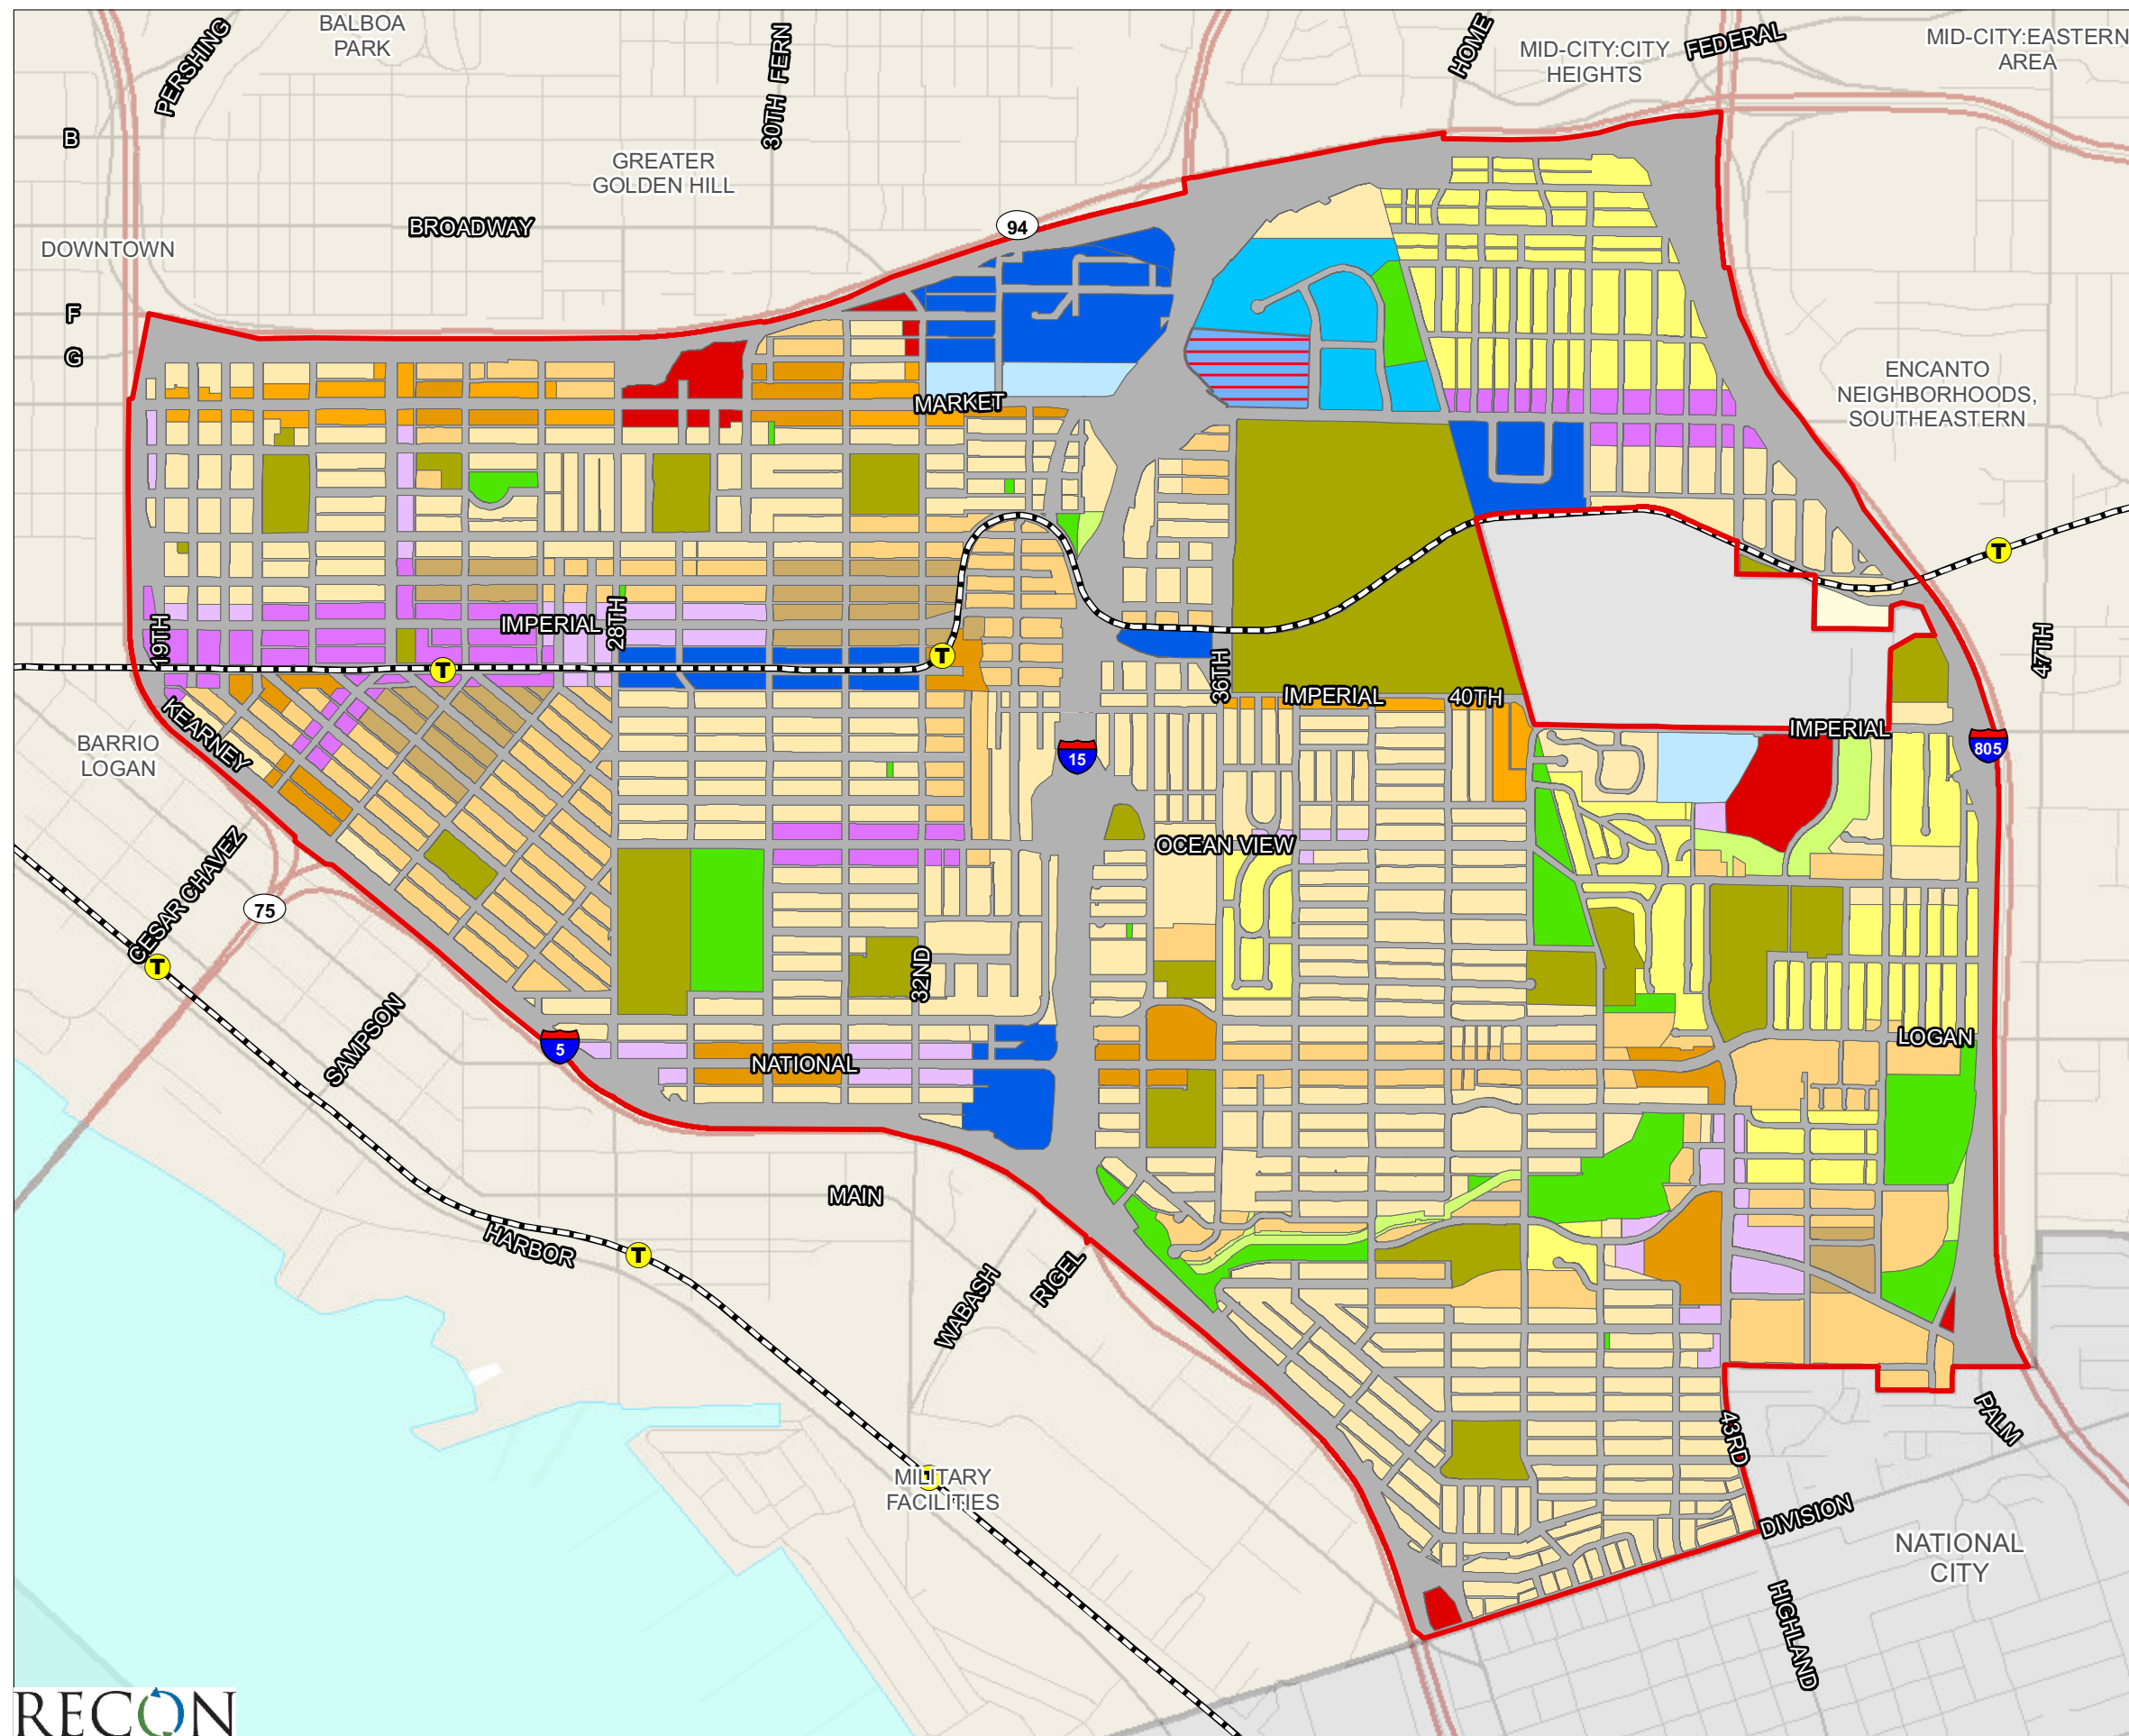 BALBOA
PARK
PERSHING
30TH FERN
HOME
MID-CITY:CITY
HEIGHTS
FEDERAL
MID-CITY:EASTERN
AREA
B
GREATER
GOLDEN HILL
BROADWAY
94
DOWNTOWN
F
G
MARKET
ENCANTO
NEIGHBORHOODS,
SOUTHEASTERN
T
19TH
IMPERIAL
28TH
T
T
36TH
IMPERIAL
40TH
47TH
KEARNEY
BARRIO
LOGAN
15
IMPERIAL
805
OCEAN VIEW
CESAR CHAVEZ
75
T
32ND
SAMPSON
5
NATIONAL
LOGAN
MAIN
HARBOR
T
WABASH
RIGEL
43RD
PALM
MILITARY
FACILITIES
DIVISION
NATIONAL
CITY
HIGHLAND
RECON